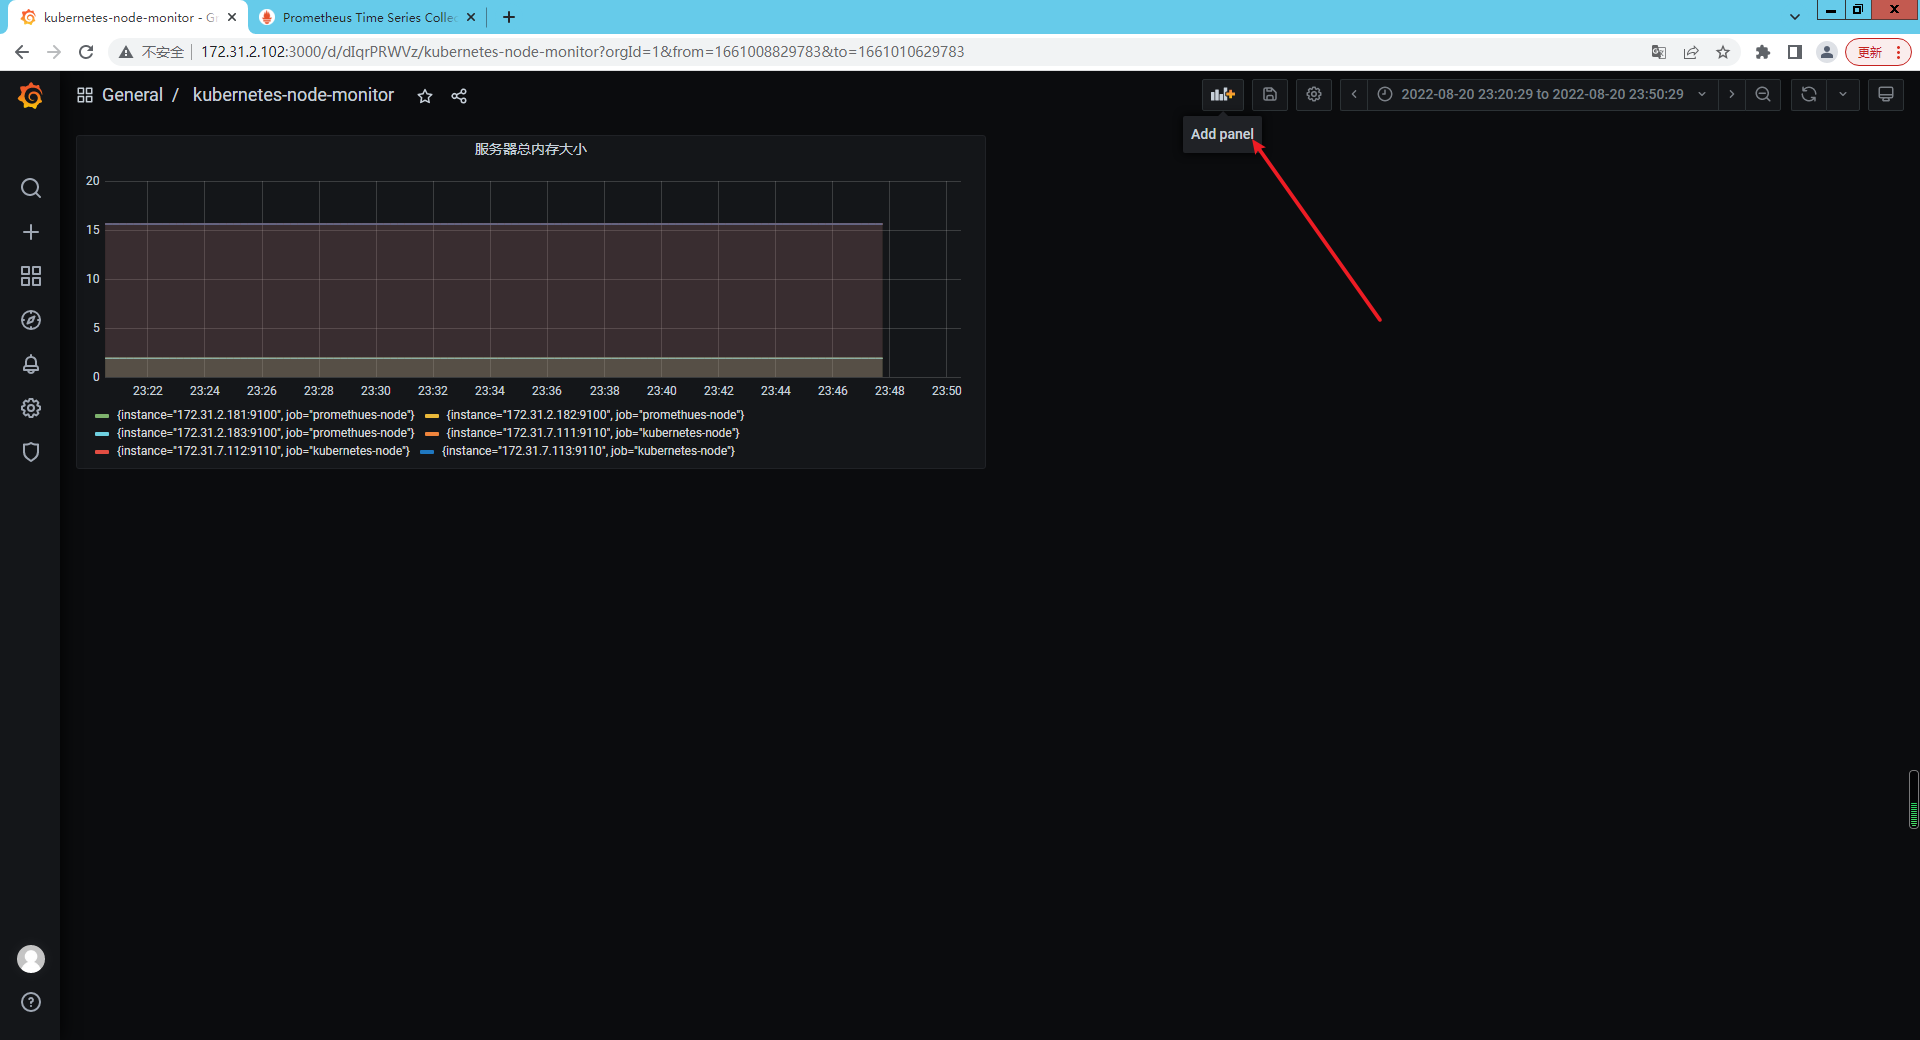 kubernetes-node-monitor - Gr
Prometheus Time Series Collec
不安全
172.31.2.102:3000/d/dIqrPRWVz/kubernetes-node-monitor?orgId=1&from=1661008829783&to=1661010629783
更新
General / kubernetes-node-monitor
2022-08-20 23:20:29 to 2022-08-20 23:50:29
Add panel
服务器总内存大小
20
15
10
5
0
23:22 23:24 23:26 23:28 23:30 23:32 23:34 23:36 23:38 23:40 23:42 23:44 23:46 23:48 23:50
{instance="172.31.2.181:9100", job="promethues-node"} {instance="172.31.2.182:9100", job="promethues-node"}
{instance="172.31.2.183:9100", job="promethues-node"} {instance="172.31.7.111:9110", job="kubernetes-node"}
{instance="172.31.7.112:9110", job="kubernetes-node"} {instance="172.31.7.113:9110", job="kubernetes-node"}